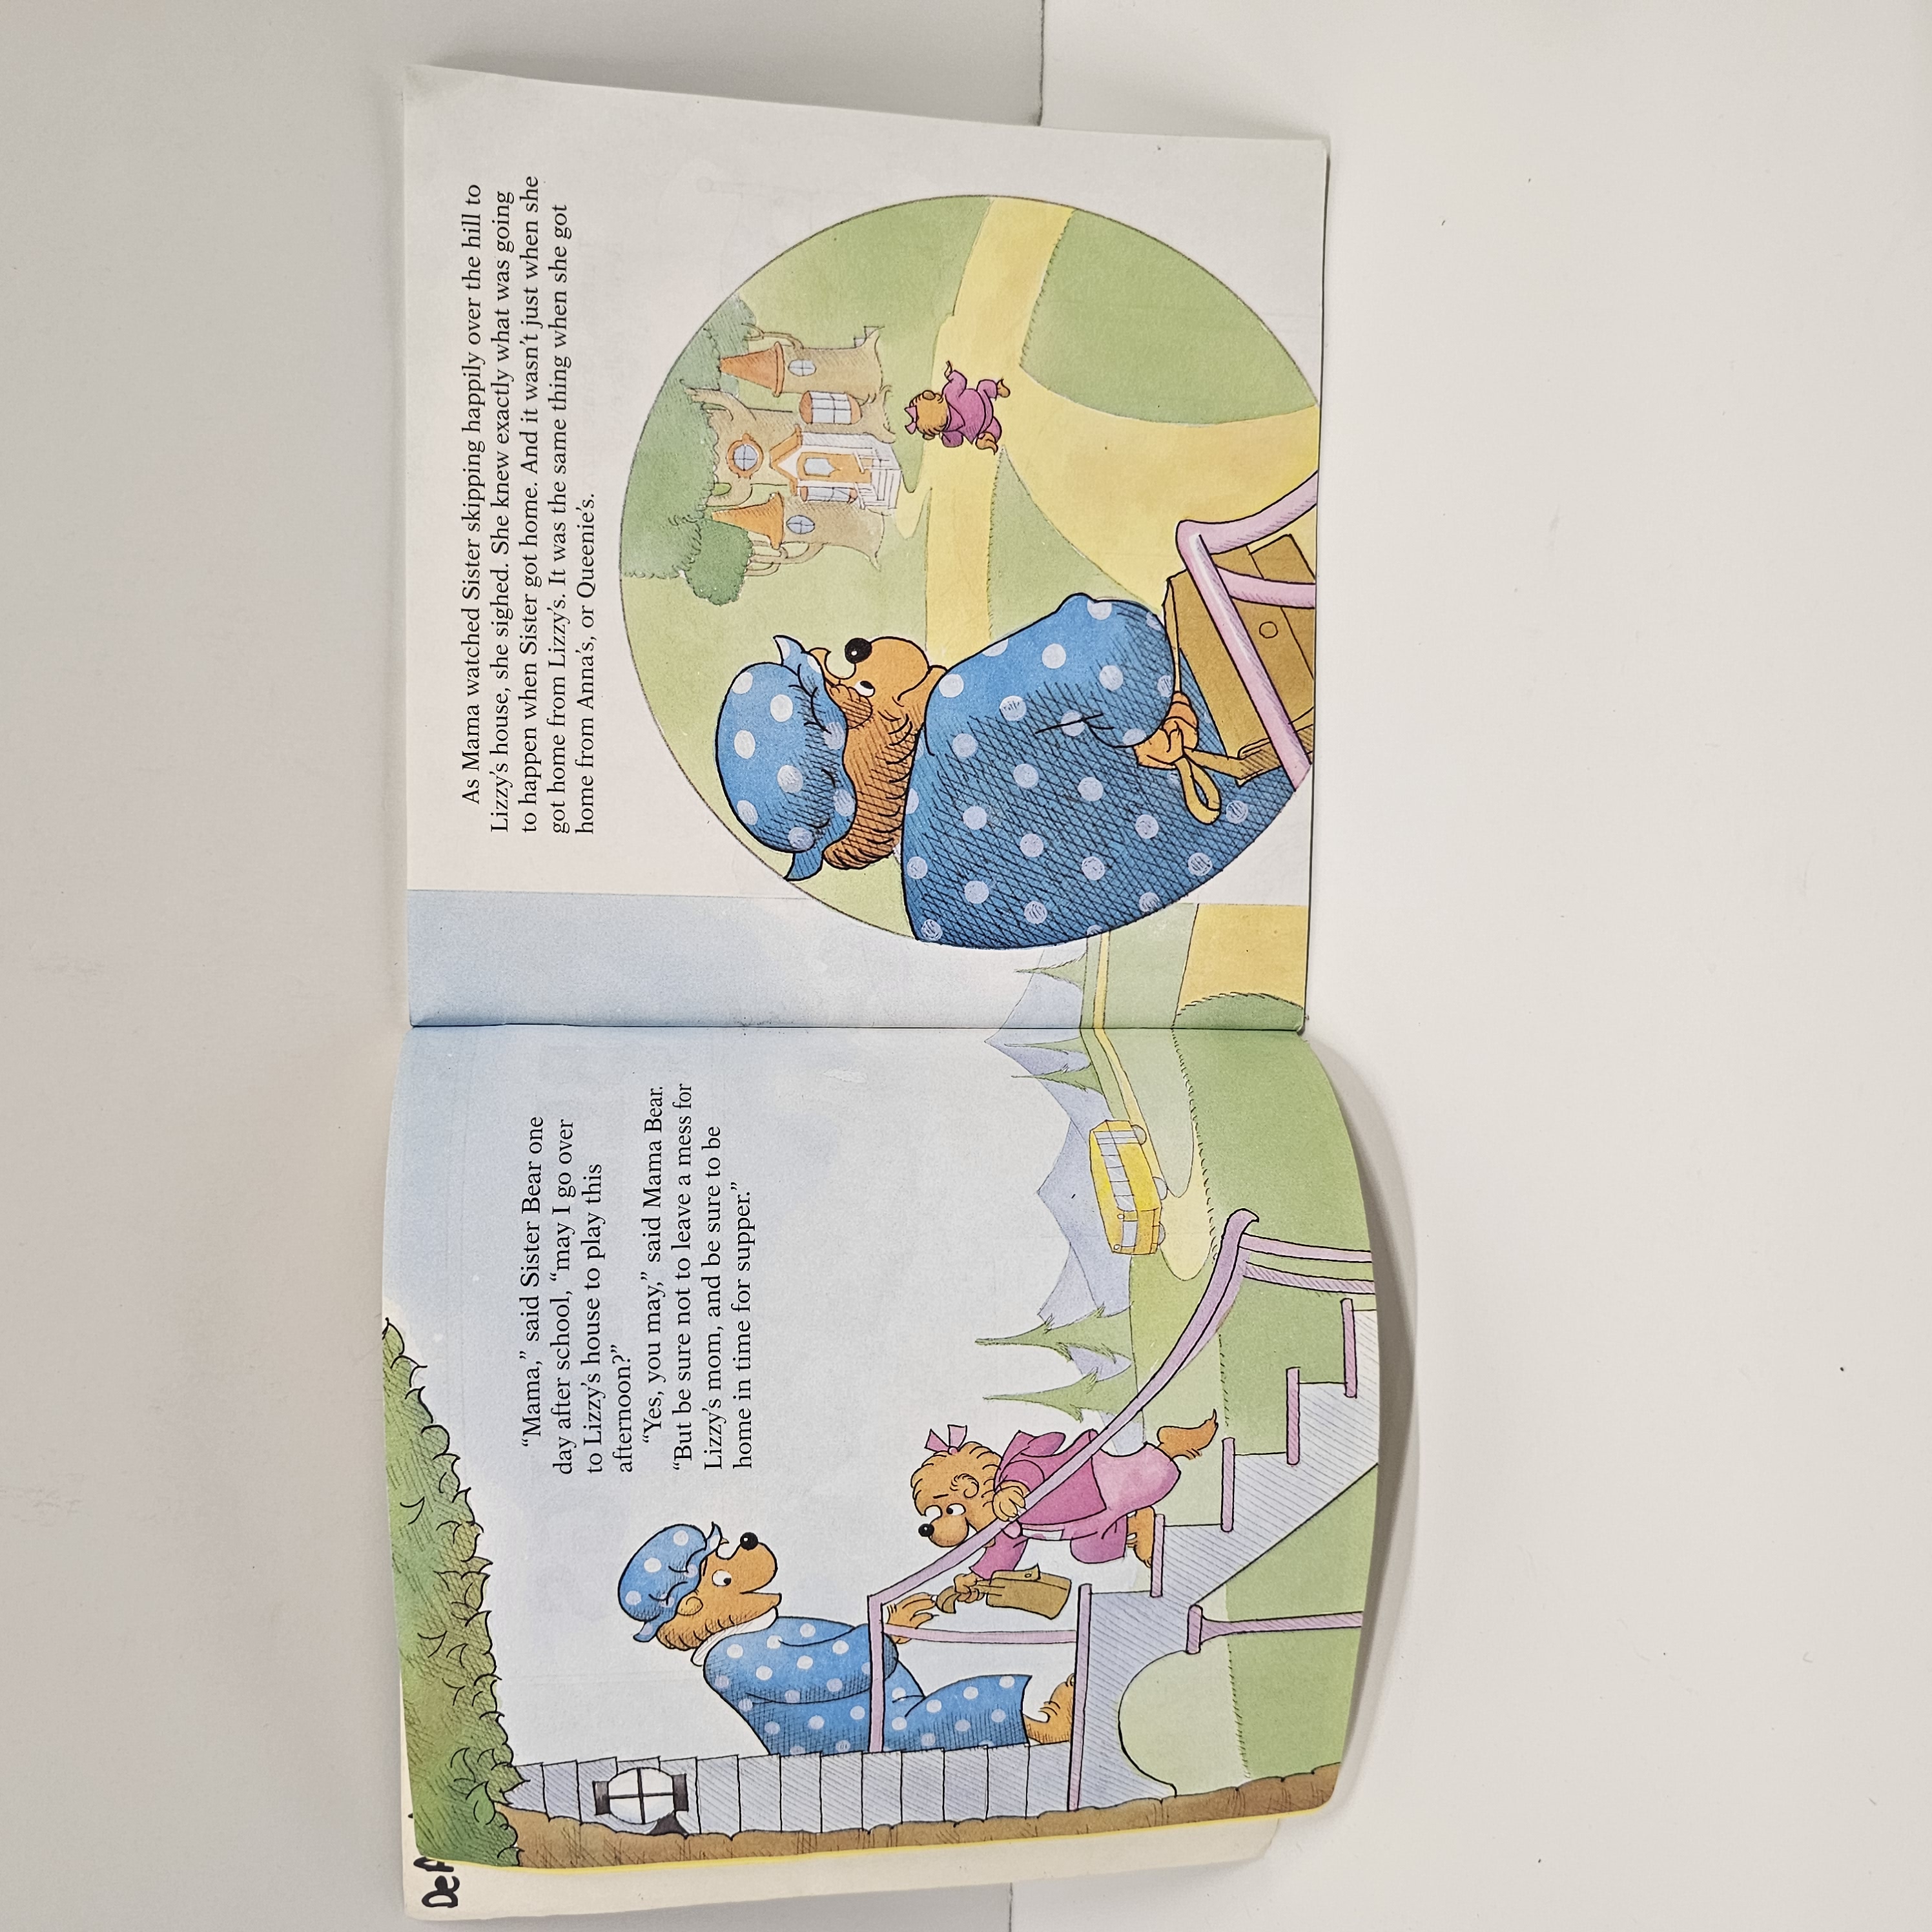 “Mama,” said Sister Bear one
day after school, “may I go over
to Lizzy’s house to play this
afternoon?”
“Yes, you may,” said Mama Bear.
“But be sure not to leave a mess for
Lizzy’s mom, and be sure to be
home in time for supper.”
As Mama watched Sister skipping happily over the hill to
Lizzy’s house, she sighed. She knew exactly what was going
to happen when Sister got home. And it wasn’t just when she
got home from Lizzy’s. It was the same thing when she got
home from Anna’s, or Queenie’s.